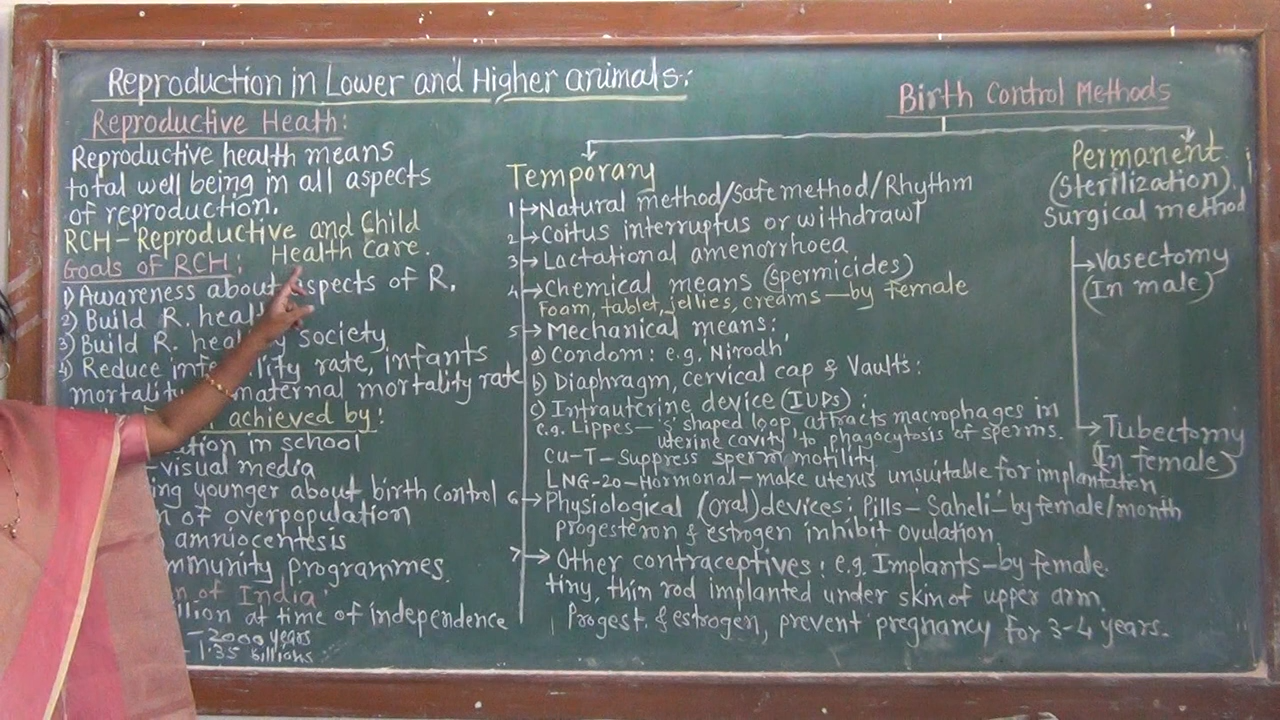 Reproduction in Lower and Higher animals:
Reproductive Heath:
Reproductive health means
total well being in all aspects
of reproduction.
RCH - Reproductive and Child
Health Care.
Goals of RCH:
1) Awareness about aspects of R.
2) Build R. heal
3) Build R. hea y society
4) Reduce inf lity rate, infants
mortality maternal mortality rate
achieved by:
tion in school
-visual media
ing younger about birth control
n of overpopulation
amniocentesis
mmunity programmes.
n of India:
llion at time of independence
- 2000 years
- 1.35 billions
Birth Control Methods
Temporary
1 → Natural method/Safe method/Rhythm
2 → Coitus interruptus or withdrawl
3 → Lactational amenorrhoea
4 → Chemical means (spermicides)
Foam, tablet, jellies, creams - by female
5 → Mechanical means:
a) Condom: e.g. 'Nirodh'
b) Diaphragm, cervical cap & Vaults:
c) Intrauterine device (IUDs):
e.g. Lippes - 's' shaped loop, attracts macrophages in
uterine cavity, to phagocytosis of sperms.
Cu-T - Suppress sperm motility
LNG-20 - Hormonal - make uterus unsuitable for implantation
6 → Physiological (oral) devices: Pills - 'Saheli' - by female/month
progesteron & estrogen inhibit ovulation.
7 → Other contraceptives: e.g. Implants - by female.
tiny, thin rod implanted under skin of upper arm.
Progest. & estrogen, prevent pregnancy for 3-4 years.
Permanent
(Sterilization)
Surgical method
→ Vasectomy
(In male)
→ Tubectomy
(In female)